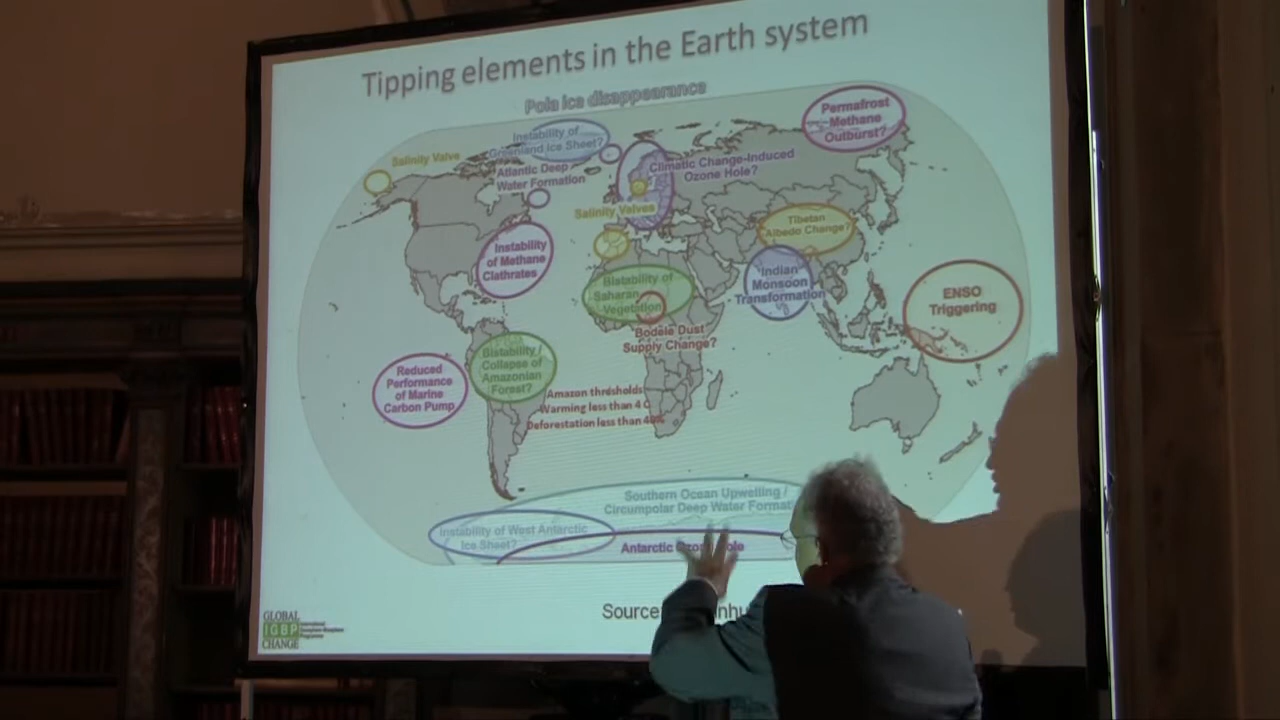 Tipping elements in the Earth system
Pola ice disappearance
Permafrost
Methane
Outburst?
Instability of
Greenland Ice Sheet?
Salinity Valve
Atlantic Deep
Water Formation
Climatic Change-Induced
Ozone Hole?
Salinity Valves
Tibetan
Albedo Change?
Instability
of Methane
Clathrates
Indian
Monsoon
Transformation
Bistability of
Saharan
Vegetation
ENSO
Triggering
Bodele Dust
Supply Change?
Bistability /
Collapse of
Amazonian
Forest?
Reduced
Performance
of Marine
Carbon Pump
Amazon thresholds
Warming less than 4 C
Deforestation less than 40%
Southern Ocean Upwelling /
Circumpolar Deep Water
Instability of West Antarctic
Ice Sheet?
Antarctic
Source:
GLOBAL
IGBP
CHANGE